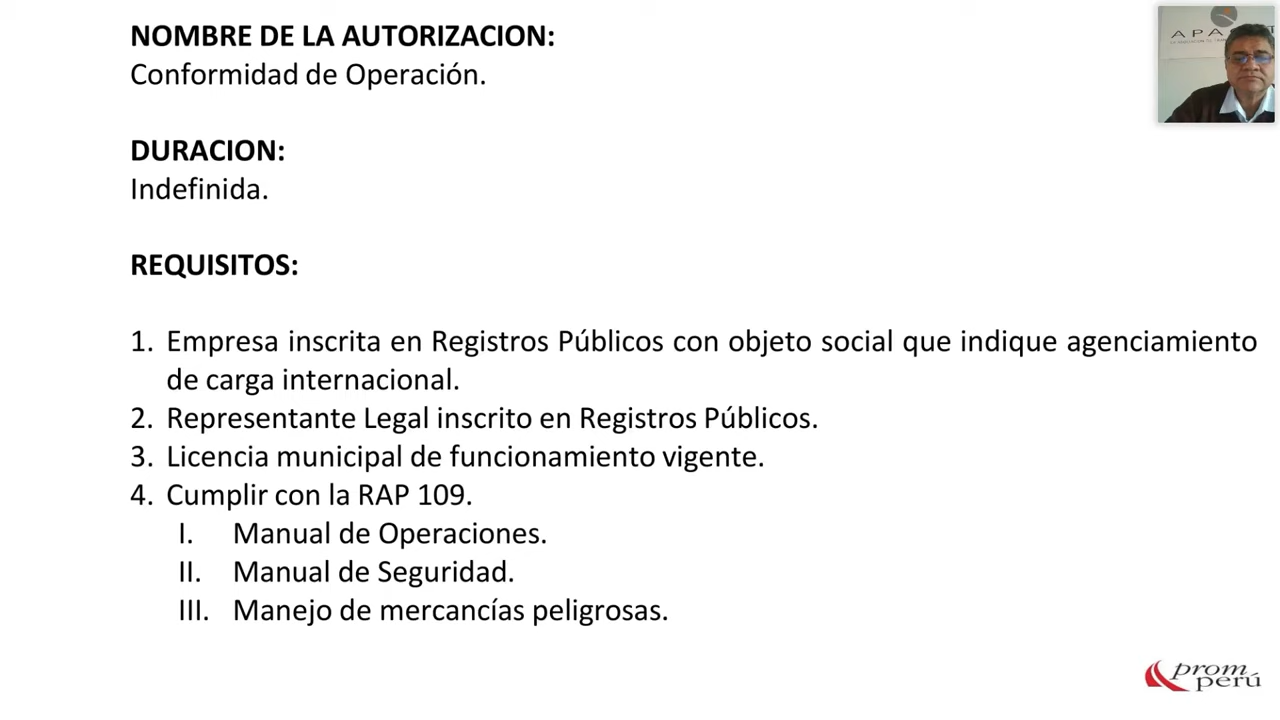 NOMBRE DE LA AUTORIZACION:
Conformidad de Operación.
DURACION:
Indefinida.
REQUISITOS:
1. Empresa inscrita en Registros Públicos con objeto social que indique agenciamiento
de carga internacional.
2. Representante Legal inscrito en Registros Públicos.
3. Licencia municipal de funcionamiento vigente.
4. Cumplir con la RAP 109.
I. Manual de Operaciones.
II. Manual de Seguridad.
III. Manejo de mercancías peligrosas.
prom
perú